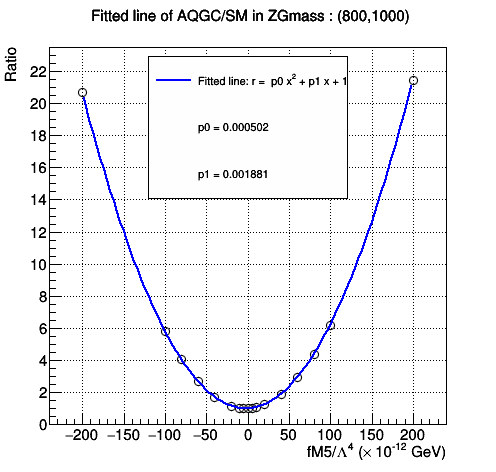 Fitted line of AQGC/SM in ZGmass : (800,1000)
Ratio
Fitted line: r = p0 x² + p1 x + 1
p0 = 0.000502
p1 = 0.001881
22
20
18
16
14
12
10
8
6
4
2
0
−200 −150 −100 −50 0 50 100 150 200
fM5/Λ⁴ (× 10⁻¹² GeV)